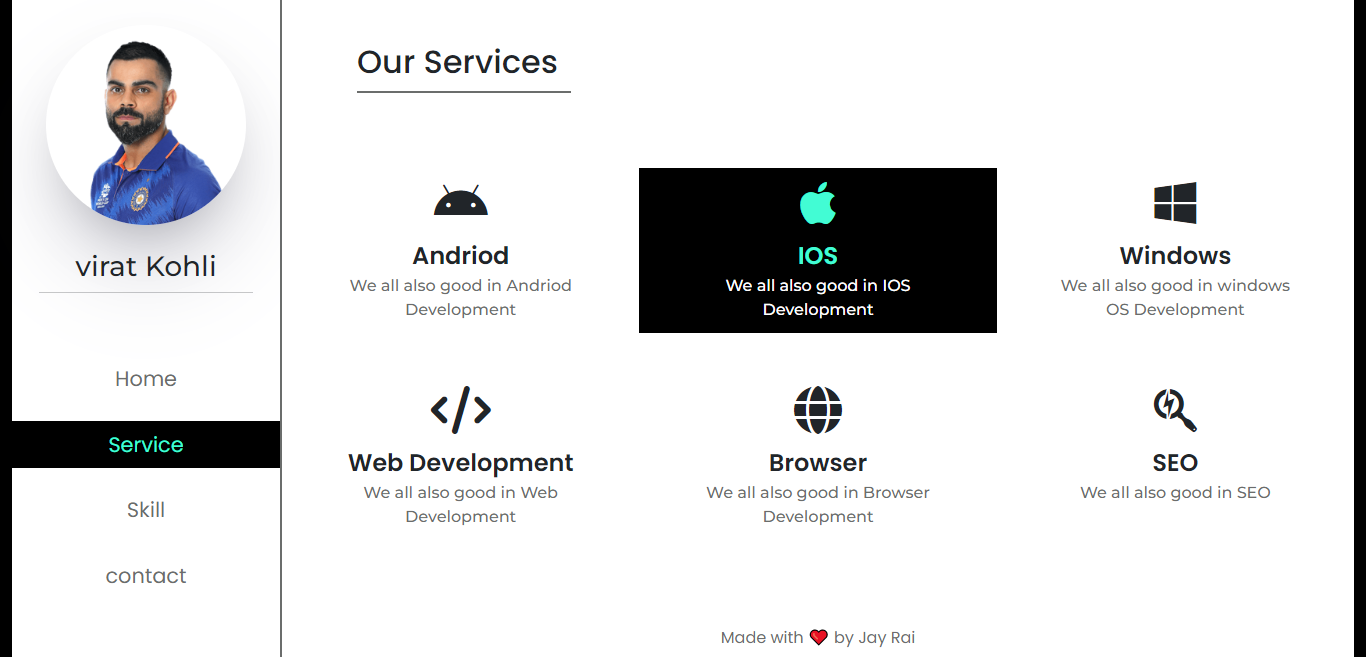 virat Kohli
Home
Service
Skill
contact
Our Services
Andriod
We all also good in Andriod
Development
IOS
We all also good in IOS
Development
Windows
We all also good in windows
OS Development
Web Development
We all also good in Web
Development
Browser
We all also good in Browser
Development
SEO
We all also good in SEO
Made with ❤️ by Jay Rai